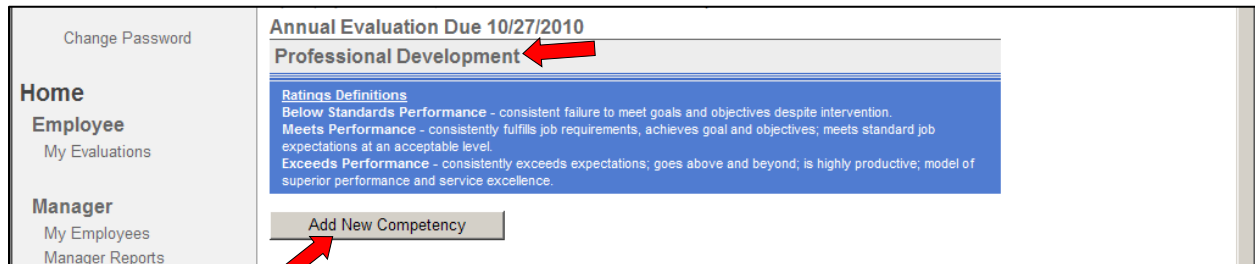 Change Password
Home
Employee
My Evaluations
Manager
My Employees
Manager Reports
Annual Evaluation Due 10/27/2010
Professional Development
Ratings Definitions
Below Standards Performance - consistent failure to meet goals and objectives despite intervention.
Meets Performance - consistently fulfills job requirements, achieves goal and objectives; meets standard job
expectations at an acceptable level.
Exceeds Performance - consistently exceeds expectations; goes above and beyond; is highly productive; model of
superior performance and service excellence.
Add New Competency